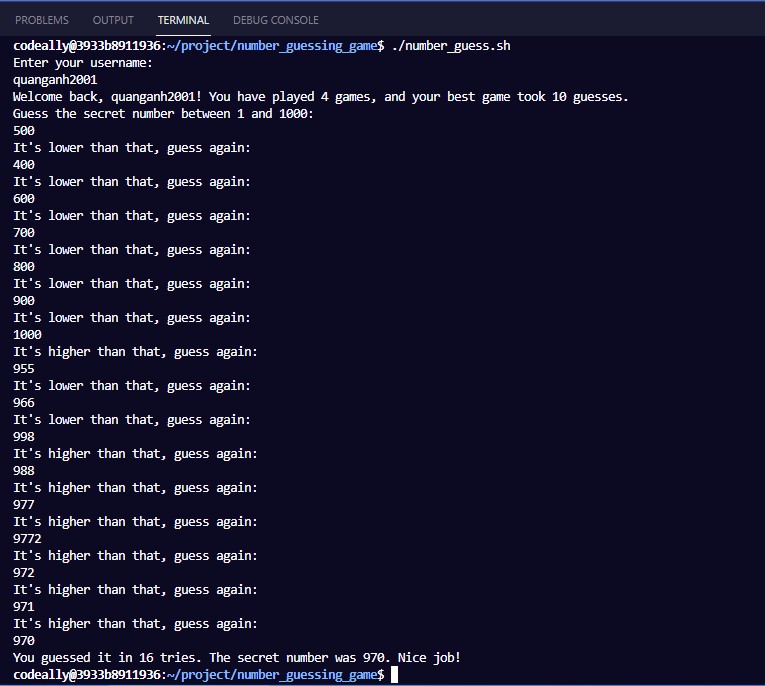 PROBLEMS OUTPUT TERMINAL DEBUG CONSOLE
codeally@3933b8911936:~/project/number_guessing_game$ ./number_guess.sh
Enter your username:
quanganh2001
Welcome back, quanganh2001! You have played 4 games, and your best game took 10 guesses.
Guess the secret number between 1 and 1000:
500
It's lower than that, guess again:
400
It's lower than that, guess again:
600
It's lower than that, guess again:
700
It's lower than that, guess again:
800
It's lower than that, guess again:
900
It's lower than that, guess again:
1000
It's higher than that, guess again:
955
It's lower than that, guess again:
966
It's lower than that, guess again:
998
It's higher than that, guess again:
988
It's higher than that, guess again:
977
It's higher than that, guess again:
9772
It's higher than that, guess again:
972
It's higher than that, guess again:
971
It's higher than that, guess again:
970
You guessed it in 16 tries. The secret number was 970. Nice job!
codeally@3933b8911936:~/project/number_guessing_game$